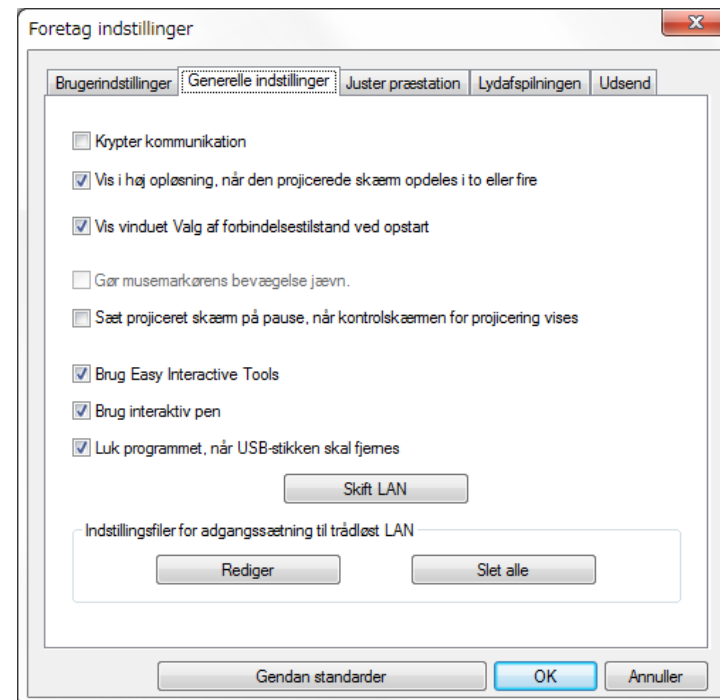 Foretag indstillinger
Brugerindstillinger Generelle indstillinger Juster præstation Lydafspilningen Udsend
Krypter kommunikation
Vis i høj opløsning, når den projicerede skærm opdeles i to eller fire
Vis vinduet Valg af forbindelsestilstand ved opstart
Gør musemarkørens bevægelse jævn.
Sæt projiceret skærm på pause, når kontrolskærmen for projicering vises
Brug Easy Interactive Tools
Brug interaktiv pen
Luk programmet, når USB-stikken skal fjernes
Skift LAN
Indstillingsfiler for adgangssætning til trådløst LAN
Rediger Slet alle
Gendan standarder OK Annuller